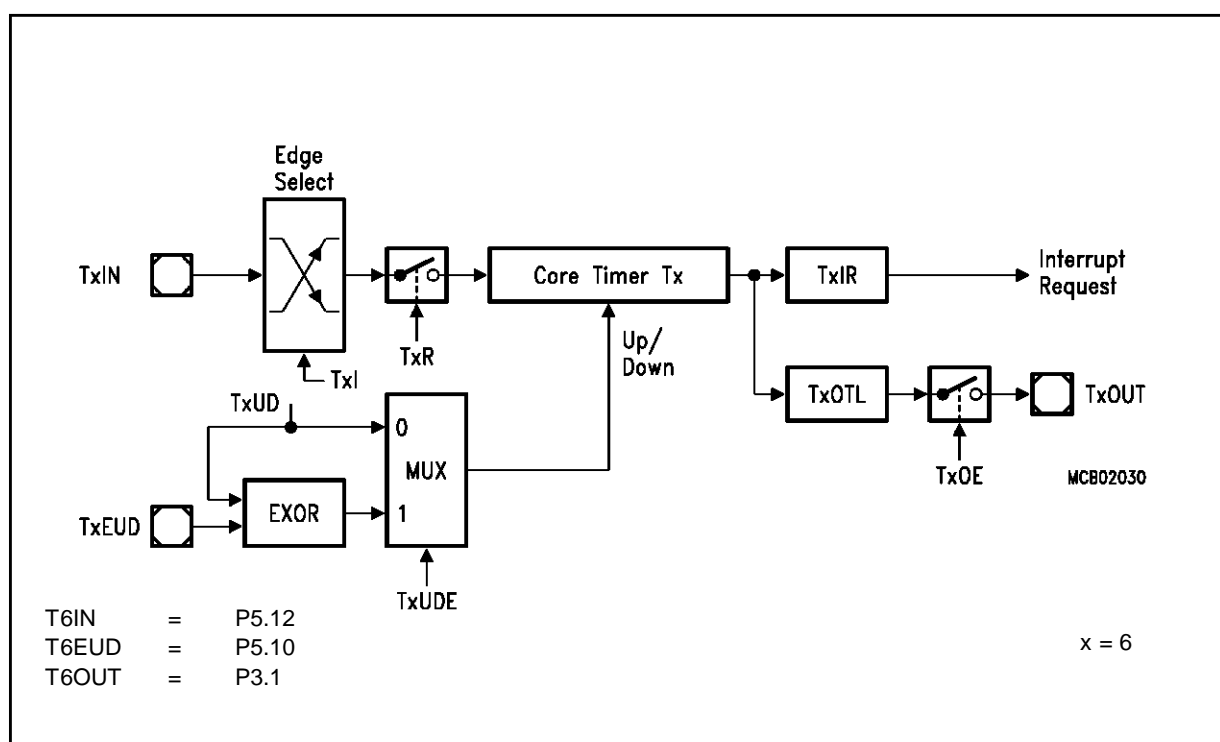 Edge
Select
TxIN
Core Timer Tx
TxIR
Interrupt
Request
TxR
Up/
Down
TxI
TxUD
TxOTL
TxOUT
0
MUX
TxOE
MCB02030
TxEUD
EXOR
1
TxUDE
T6IN = P5.12
T6EUD = P5.10
T6OUT = P3.1
x = 6